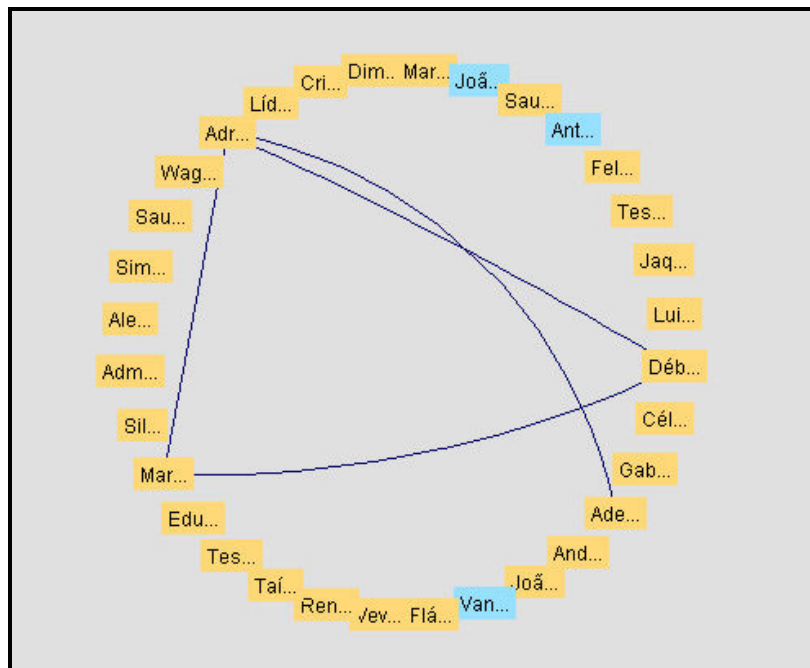 Dim...
Mar...
Joã...
Sau...
Ant...
Fel...
Tes...
Jaq...
Lui...
Déb...
Cél...
Gab...
Ade...
And...
Joã...
Van...
Flá...
Vev...
Ren...
Taí...
Tes...
Edu...
Mar...
Sil...
Adm...
Ale...
Sim...
Sau...
Wag...
Adr...
Líd...
Cri...